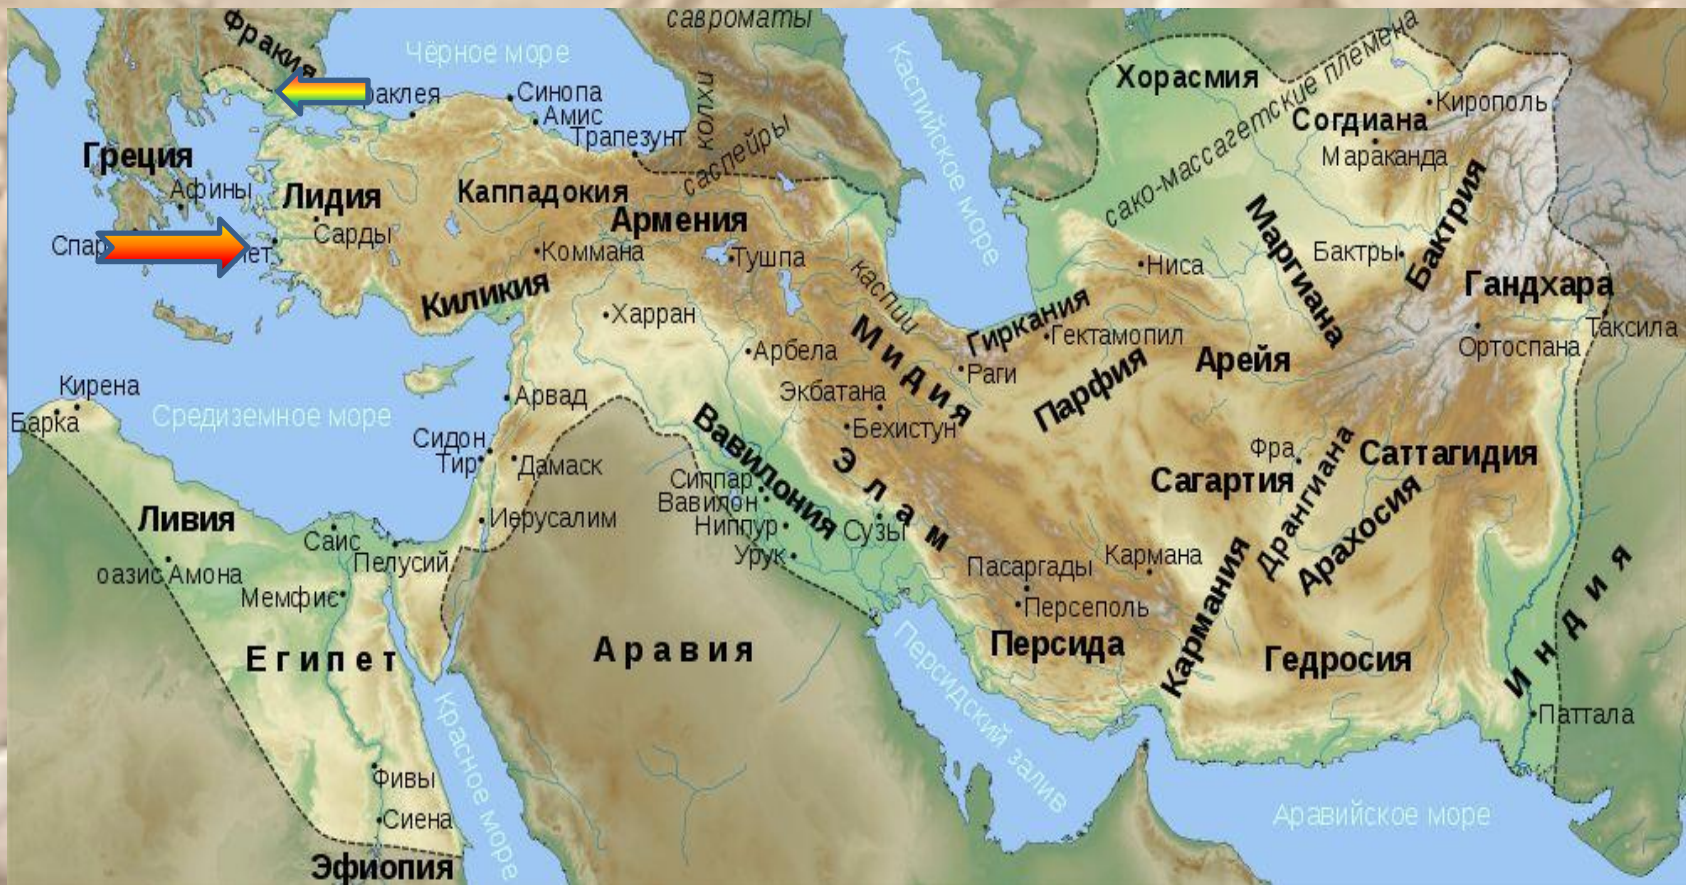 савроматы
Фракия
Чёрное море
Каспийское море
Хорасмия
сако-массагетские племена
Кирополь
Согдиана
Мараканда
Синопа
Амис
Трапезунт
колхи
саспейры
Греция
Афины
Лидия
Сарды
Каппадокия
Армения
Коммана
Тушпа
каспии
Ниса
Маргиана
Бактры
Бактрия
Гандхара
Таксила
Ортоспана
Киликия
Харран
Арбела
Мидия
Гиркания
Гектамопил
Раги
Парфия
Арейя
Экбатана
Бехистун
Кирена
Барка
Средиземное море
Арвад
Сидон
Тир
Дамаск
Вавилония
Сиппар
Вавилон
Ниппур
Урук
Элам
Сузы
Фра
Сагартия
Дрангиана
Саттагидия
Арахосия
Ливия
Саис
Иерусалим
оазис Амона
Пелусий
Мемфис
Пасаргады
Кармана
Персеполь
Персида
Кармания
Гедросия
Индия
Египет
Аравия
Персидский залив
Красное море
Паттала
Фивы
Сиена
Аравийское море
Эфиопия